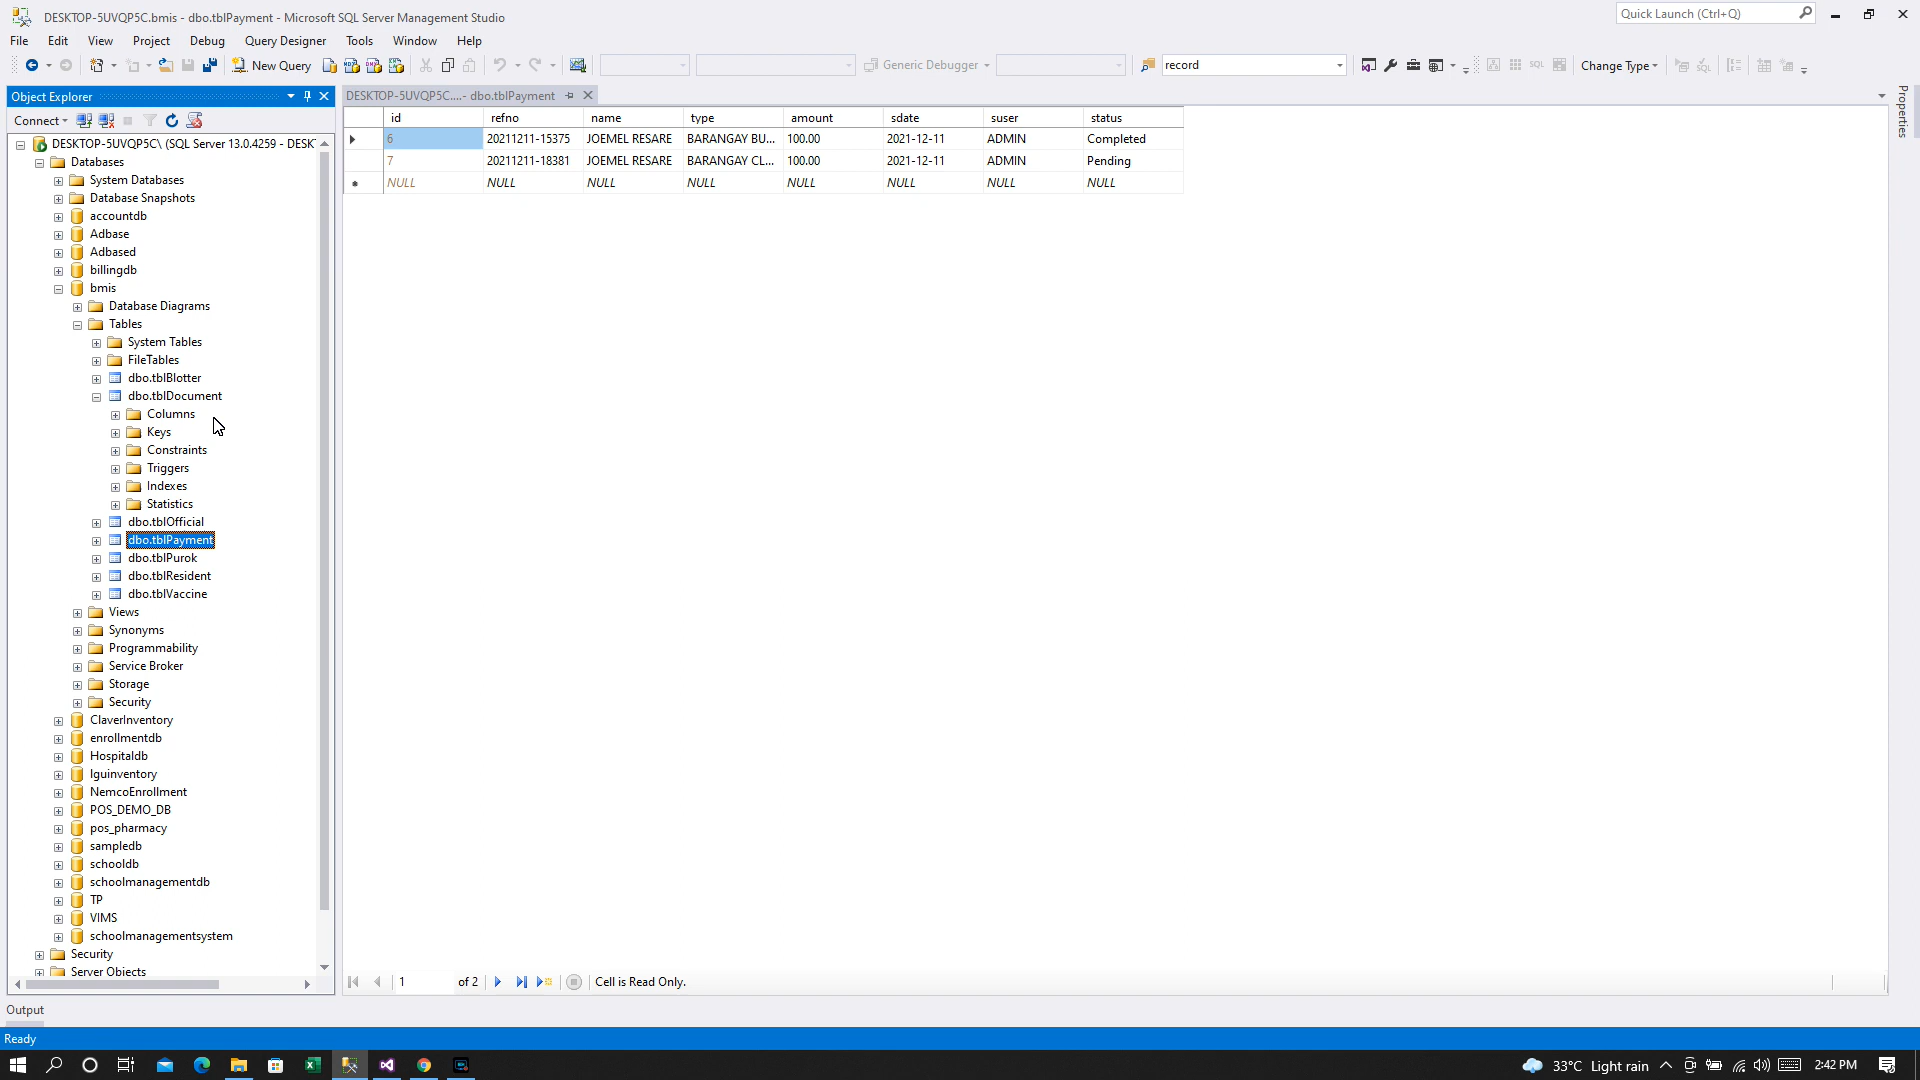 DESKTOP-5UVQP5C.bmis - dbo.tblPayment - Microsoft SQL Server Management Studio
Quick Launch (Ctrl+Q)
File Edit View Project Debug Query Designer Tools Window Help
New Query
Generic Debugger
record
Change Type
Object Explorer
DESKTOP-5UVQP5C....- dbo.tblPayment
Properties
Connect
id refno name type amount sdate suser status
6 20211211-15375 JOEMEL RESARE BARANGAY BU... 100.00 2021-12-11 ADMIN Completed
7 20211211-18381 JOEMEL RESARE BARANGAY CL... 100.00 2021-12-11 ADMIN Pending
NULL NULL NULL NULL NULL NULL NULL NULL
DESKTOP-5UVQP5C\ (SQL Server 13.0.4259 - DESK
Databases
System Databases
Database Snapshots
accountdb
Adbase
Adbased
billingdb
bmis
Database Diagrams
Tables
System Tables
FileTables
dbo.tblBlotter
dbo.tblDocument
Columns
Keys
Constraints
Triggers
Indexes
Statistics
dbo.tblOfficial
dbo.tblPayment
dbo.tblPurok
dbo.tblResident
dbo.tblVaccine
Views
Synonyms
Programmability
Service Broker
Storage
Security
ClaverInventory
enrollmentdb
Hospitaldb
lguinventory
NemcoEnrollment
POS_DEMO_DB
pos_pharmacy
sampledb
schooldb
schoolmanagementdb
TP
VIMS
schoolmanagementsystem
Security
Server Objects
1 of 2 Cell is Read Only.
Output
Ready
33°C Light rain 2:42 PM